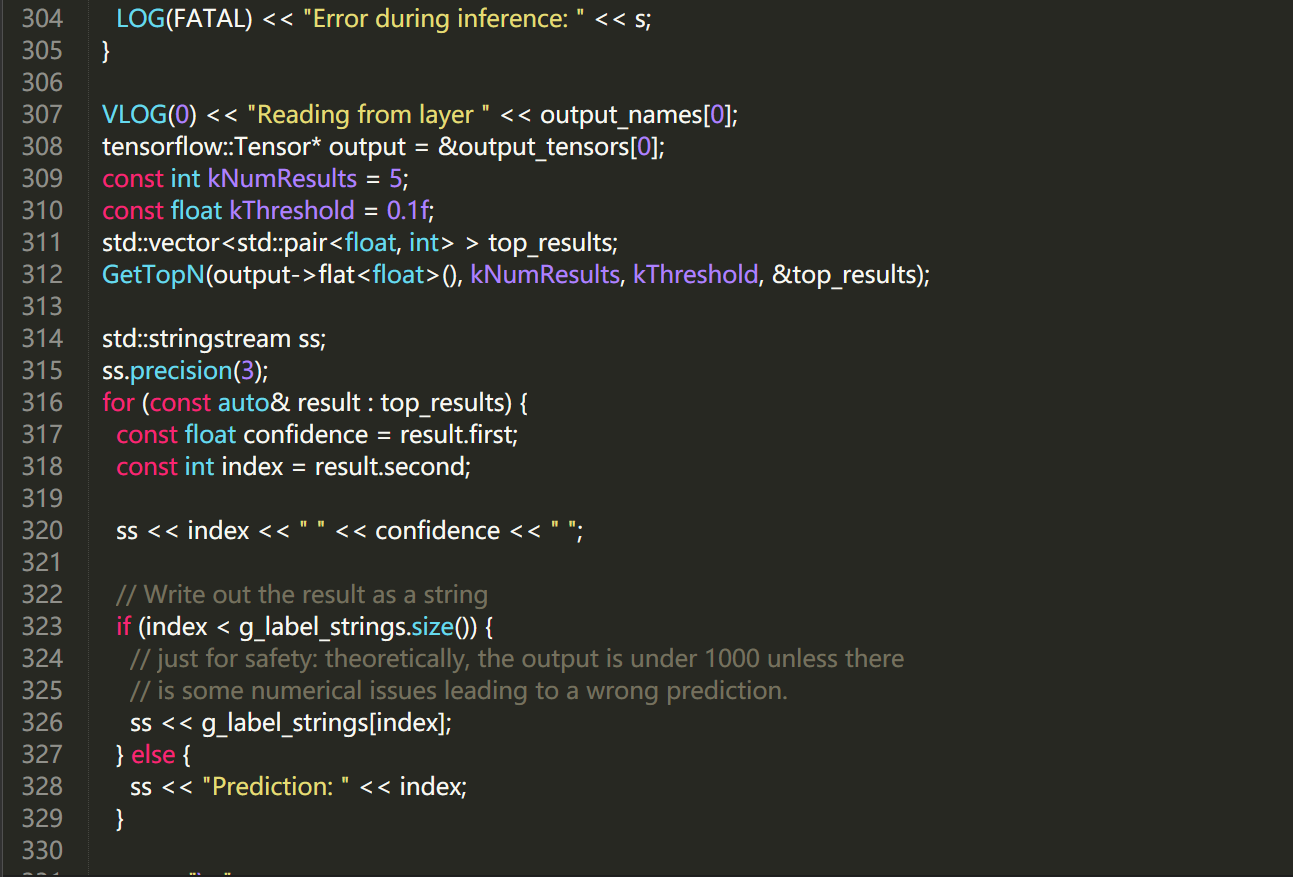 304 LOG(FATAL) << "Error during inference: " << s;
305 }
306
307 VLOG(0) << "Reading from layer " << output_names[0];
308 tensorflow::Tensor* output = &output_tensors[0];
309 const int kNumResults = 5;
310 const float kThreshold = 0.1f;
311 std::vector<std::pair<float, int> > top_results;
312 GetTopN(output->flat<float>(), kNumResults, kThreshold, &top_results);
313
314 std::stringstream ss;
315 ss.precision(3);
316 for (const auto& result : top_results) {
317 const float confidence = result.first;
318 const int index = result.second;
319
320 ss << index << " " << confidence << " ";
321
322 // Write out the result as a string
323 if (index < g_label_strings.size()) {
324 // just for safety: theoretically, the output is under 1000 unless there
325 // is some numerical issues leading to a wrong prediction.
326 ss << g_label_strings[index];
327 } else {
328 ss << "Prediction: " << index;
329 }
330